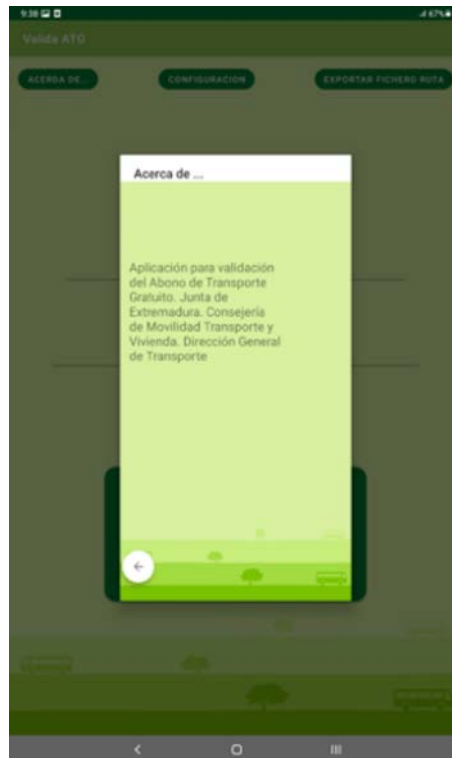 9:38
67%
Valida ATG
ACERDA DE...
CONFIGURACION
EXPORTAR FICHERO RUTA
Acerca de ...
Aplicación para validación
del Abono de Transporte
Gratuito. Junta de
Extremadura. Consejería
de Movilidad Transporte y
Vivienda. Dirección General
de Transporte